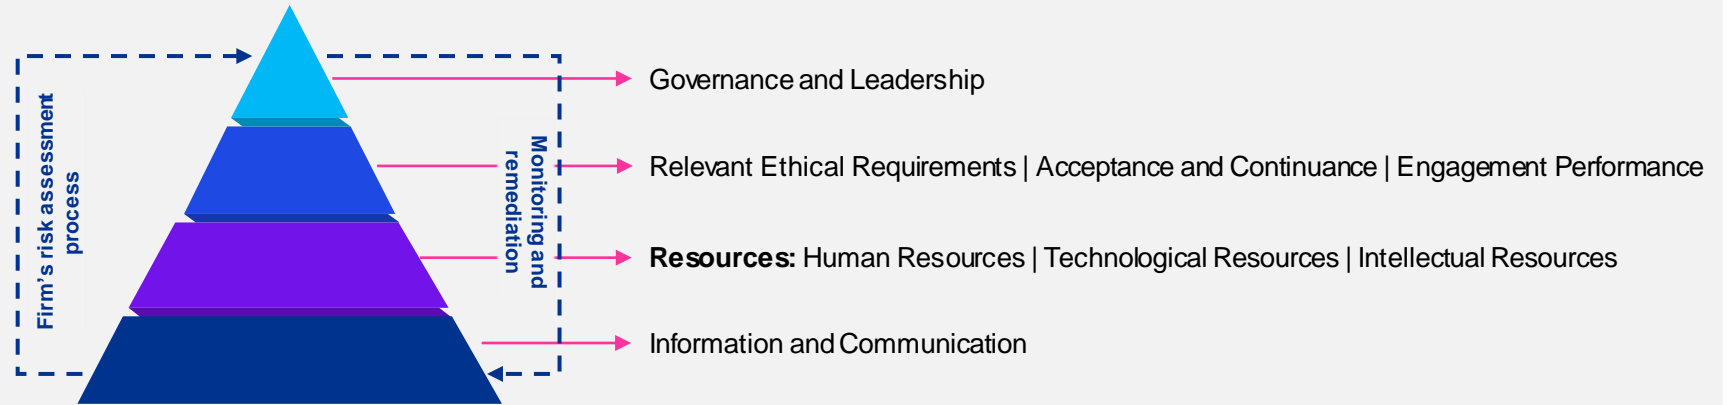 Governance and Leadership
Firm's risk assessment
process
Monitoring and
remediation
Relevant Ethical Requirements | Acceptance and Continuance | Engagement Performance
Resources: Human Resources | Technological Resources | Intellectual Resources
Information and Communication